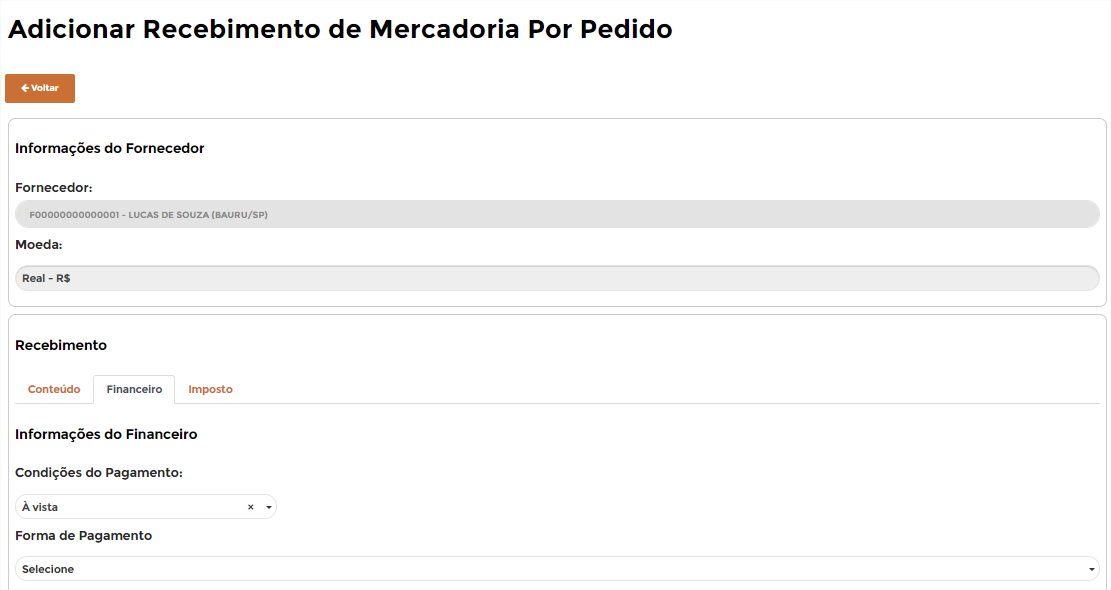 Adicionar Recebimento de Mercadoria Por Pedido
Voltar
Informações do Fornecedor
Fornecedor:
F00000000000001 - LUCAS DE SOUZA (BAURU/SP)
Moeda:
Real - R$
Recebimento
Conteúdo Financeiro Imposto
Informações do Financeiro
Condições do Pagamento:
À vista ×
Forma de Pagamento
Selecione